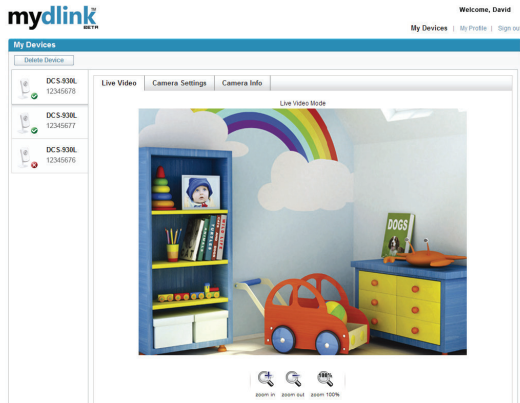 mydlink
BETA
Welcome, David
My Devices | My Profile | Sign out
My Devices
Delete Device
DCS-930L
12345678
DCS-930L
12345677
DCS-930L
12345676
Live Video
Camera Settings
Camera Info
Live Video Mode
DOGS
100%
zoom in
zoom out
zoom 100%